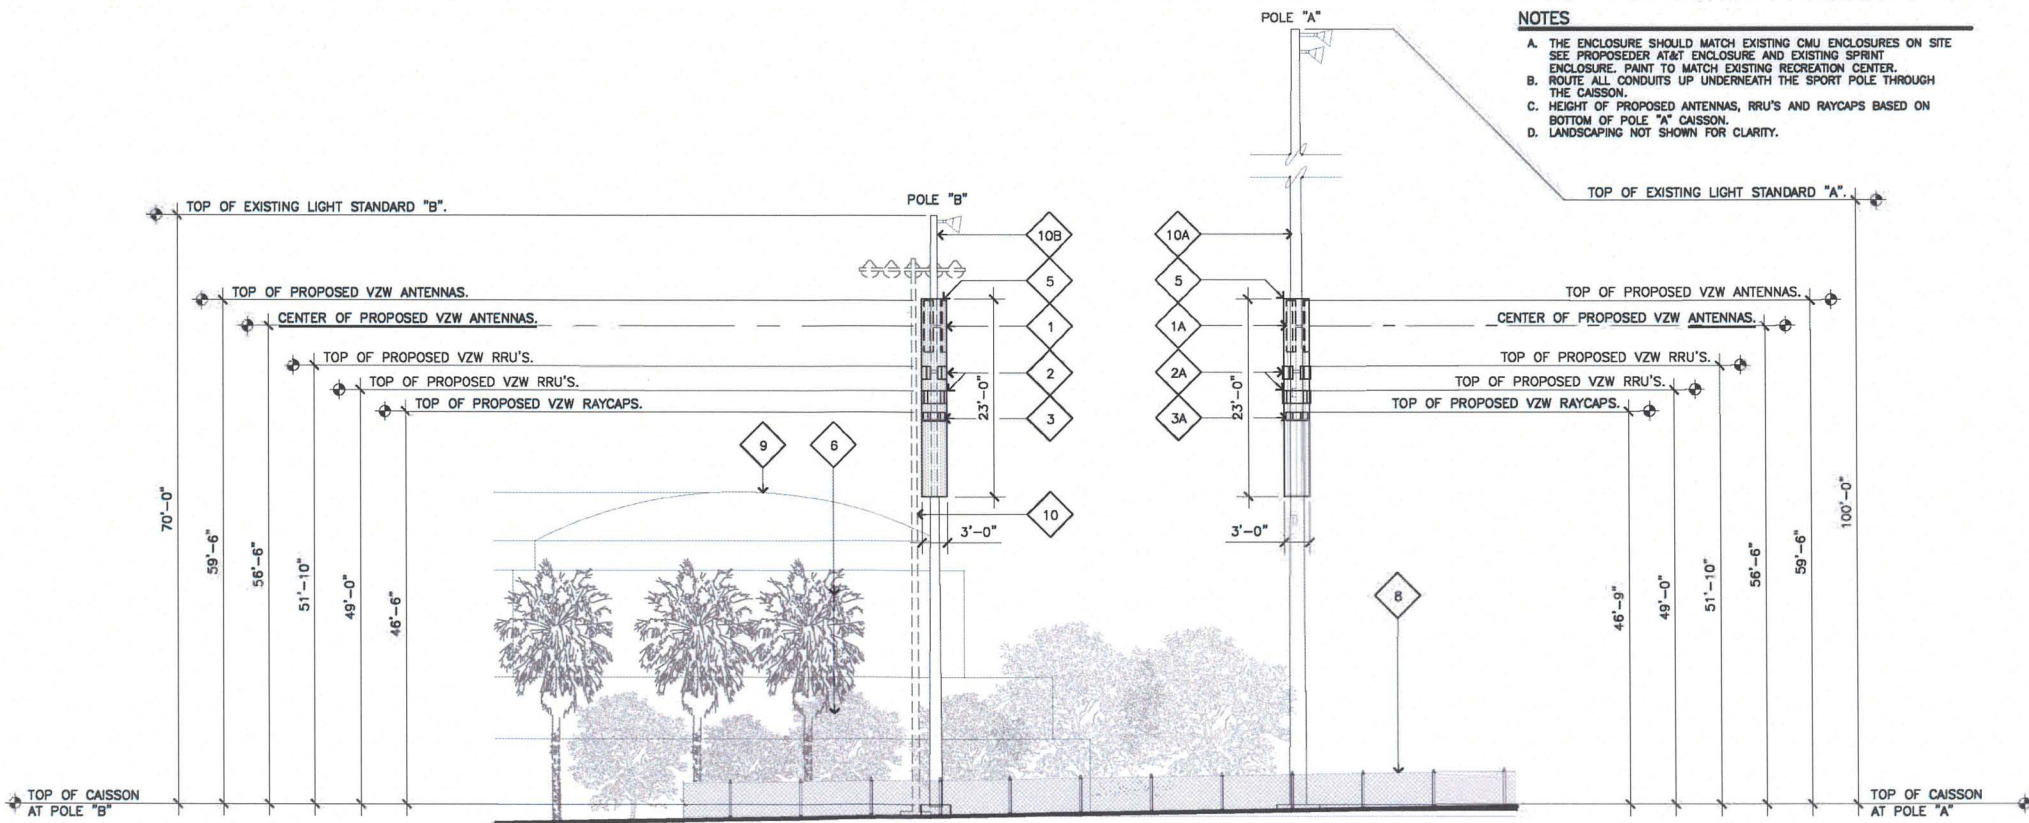 POLE "A"
NOTES
A. THE ENCLOSURE SHOULD MATCH EXISTING CMU ENCLOSURES ON SITE
SEE PROPOSEDER AT&T ENCLOSURE AND EXISTING SPRINT
ENCLOSURE. PAINT TO MATCH EXISTING RECREATION CENTER.
B. ROUTE ALL CONDUITS UP UNDERNEATH THE SPORT POLE THROUGH
THE CAISSON.
C. HEIGHT OF PROPOSED ANTENNAS, RRU'S AND RAYCAPS BASED ON
BOTTOM OF POLE "A" CAISSON.
D. LANDSCAPING NOT SHOWN FOR CLARITY.
POLE "B"
TOP OF EXISTING LIGHT STANDARD "B".
TOP OF EXISTING LIGHT STANDARD "A".
10B
10A
5
5
TOP OF PROPOSED VZW ANTENNAS.
TOP OF PROPOSED VZW ANTENNAS.
CENTER OF PROPOSED VZW ANTENNAS.
1
1A
CENTER OF PROPOSED VZW ANTENNAS.
TOP OF PROPOSED VZW RRU'S.
2
2A
TOP OF PROPOSED VZW RRU'S.
TOP OF PROPOSED VZW RRU'S.
TOP OF PROPOSED VZW RRU'S.
TOP OF PROPOSED VZW RAYCAPS.
3
3A
TOP OF PROPOSED VZW RAYCAPS.
23'-0"
23'-0"
9
6
10
3'-0"
3'-0"
8
70'-0"
59'-6"
56'-6"
51'-10"
49'-0"
46'-6"
46'-9"
49'-0"
51'-10"
56'-6"
59'-6"
100'-0"
TOP OF CAISSON
AT POLE "B"
TOP OF CAISSON
AT POLE "A"